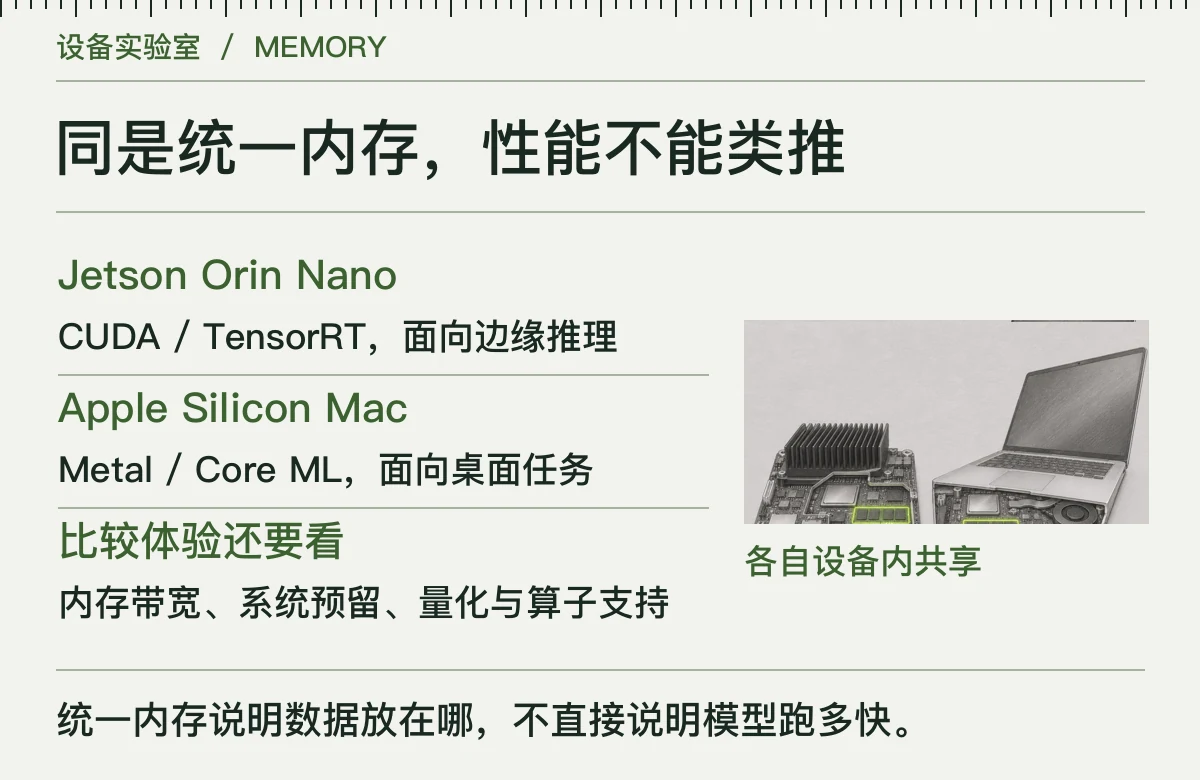 设备实验室 / MEMORY
同是统一内存，性能不能类推
Jetson Orin Nano
CUDA / TensorRT，面向边缘推理
Apple Silicon Mac
Metal / Core ML，面向桌面任务
比较体验还要看
内存带宽、系统预留、量化与算子支持
各自设备内共享
统一内存说明数据放在哪，不直接说明模型跑多快。